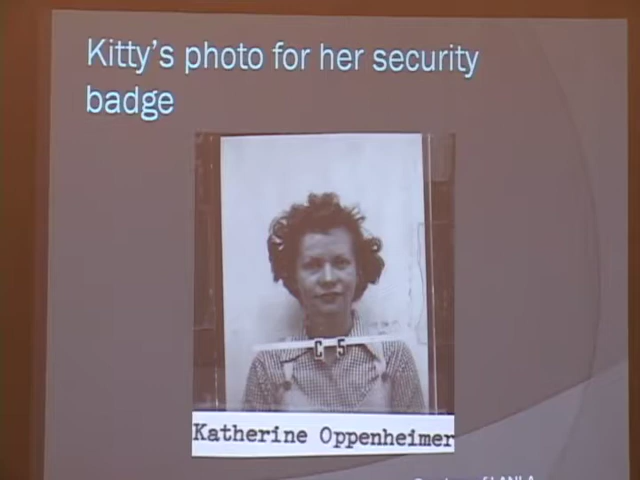 Kitty's photo for her security
badge
C 5
Katherine Oppenheimer